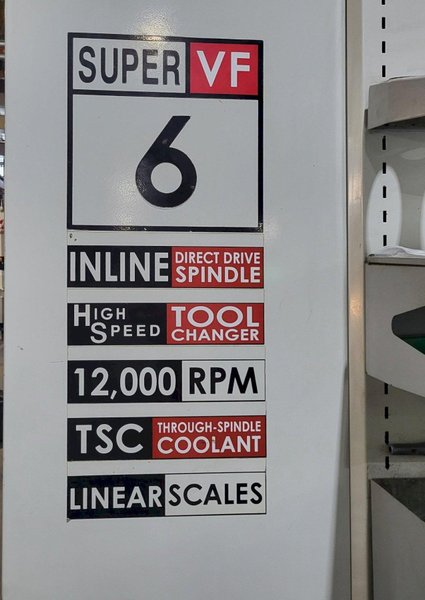 SUPER VF
6
INLINE DIRECT DRIVE SPINDLE
HIGH SPEED TOOL CHANGER
12,000 RPM
TSC THROUGH-SPINDLE COOLANT
LINEAR SCALES